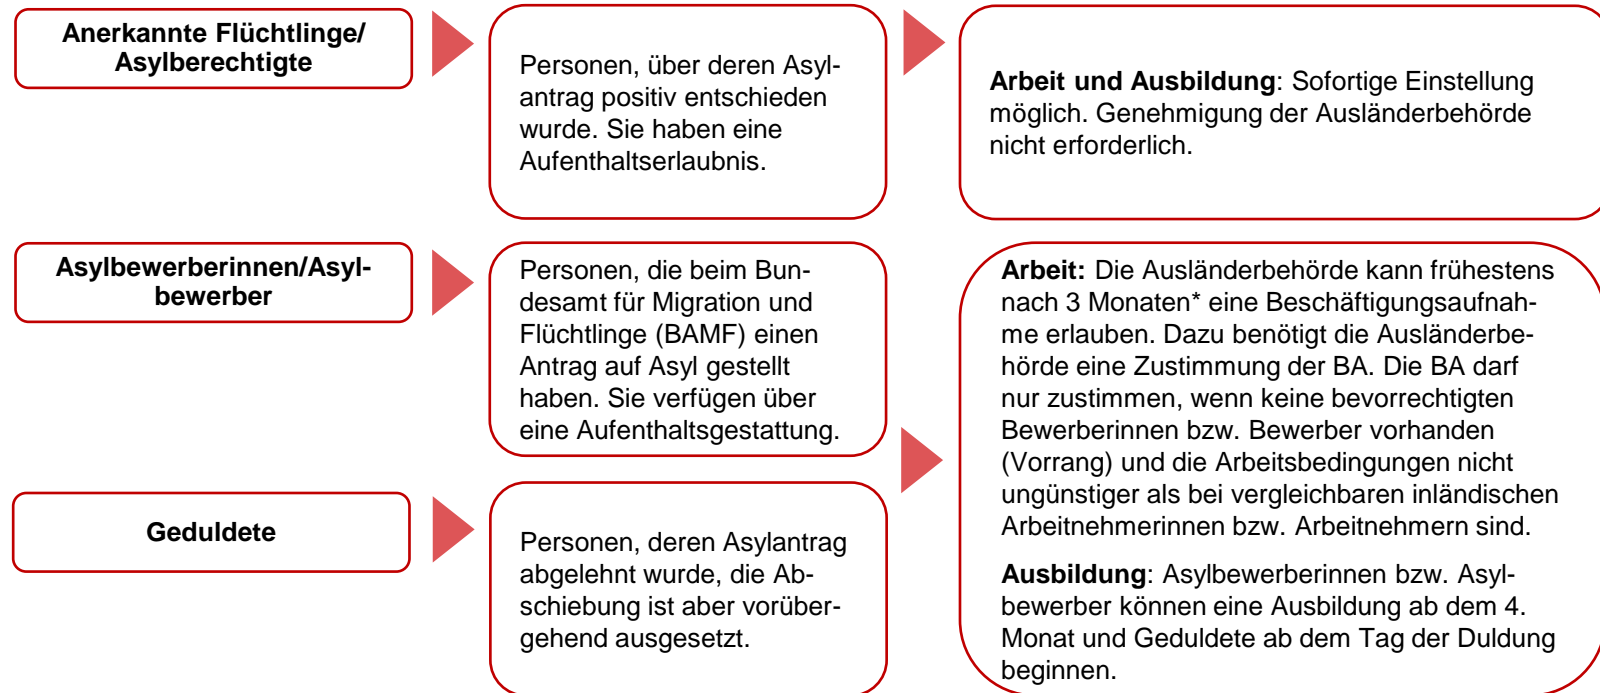 Anerkannte Flüchtlinge/
Asylberechtigte
Personen, über deren Asyl-
antrag positiv entschieden
wurde. Sie haben eine
Aufenthaltserlaubnis.
Arbeit und Ausbildung: Sofortige Einstellung
möglich. Genehmigung der Ausländerbehörde
nicht erforderlich.
Asylbewerberinnen/Asyl-
bewerber
Personen, die beim Bun-
desamt für Migration und
Flüchtlinge (BAMF) einen
Antrag auf Asyl gestellt
haben. Sie verfügen über
eine Aufenthaltsgestattung.
Geduldete
Personen, deren Asylantrag
abgelehnt wurde, die Ab-
schiebung ist aber vorüber-
gehend ausgesetzt.
Arbeit: Die Ausländerbehörde kann frühestens
nach 3 Monaten* eine Beschäftigungsaufnah-
me erlauben. Dazu benötigt die Ausländerbe-
hörde eine Zustimmung der BA. Die BA darf
nur zustimmen, wenn keine bevorrechtigten
Bewerberinnen bzw. Bewerber vorhanden
(Vorrang) und die Arbeitsbedingungen nicht
ungünstiger als bei vergleichbaren inländischen
Arbeitnehmerinnen bzw. Arbeitnehmern sind.
Ausbildung: Asylbewerberinnen bzw. Asyl-
bewerber können eine Ausbildung ab dem 4.
Monat und Geduldete ab dem Tag der Duldung
beginnen.